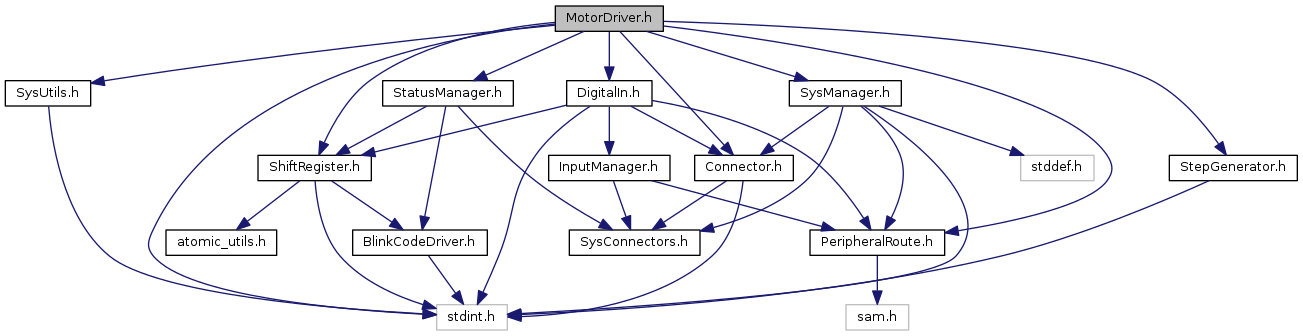 MotorDriver.h
SysUtils.h
StatusManager.h
DigitalIn.h
SysManager.h
ShiftRegister.h
InputManager.h
Connector.h
stddef.h
StepGenerator.h
atomic_utils.h
BlinkCodeDriver.h
SysConnectors.h
PeripheralRoute.h
stdint.h
sam.h